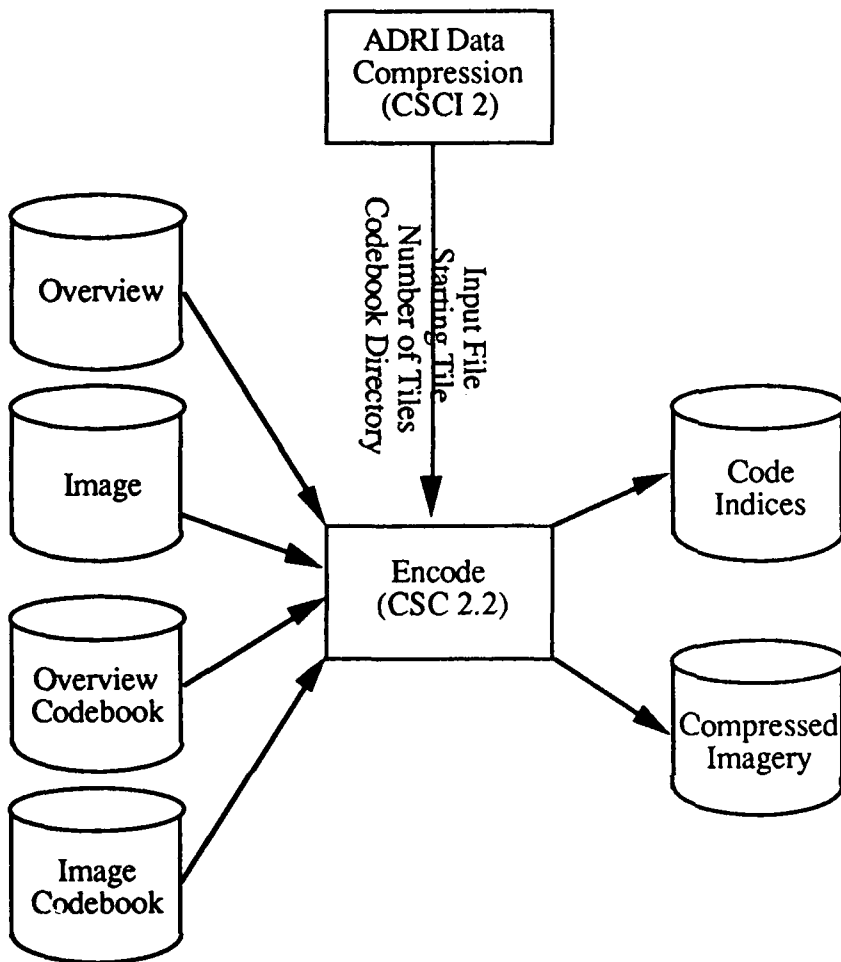 ADRI Data
Compression
(CSCI 2)
Input File
Starting Tile
Number of Tiles
Codebook Directory
Overview
Image
Overview
Codebook
Image
Codebook
Encode
(CSC 2.2)
Code
Indices
Compressed
Imagery